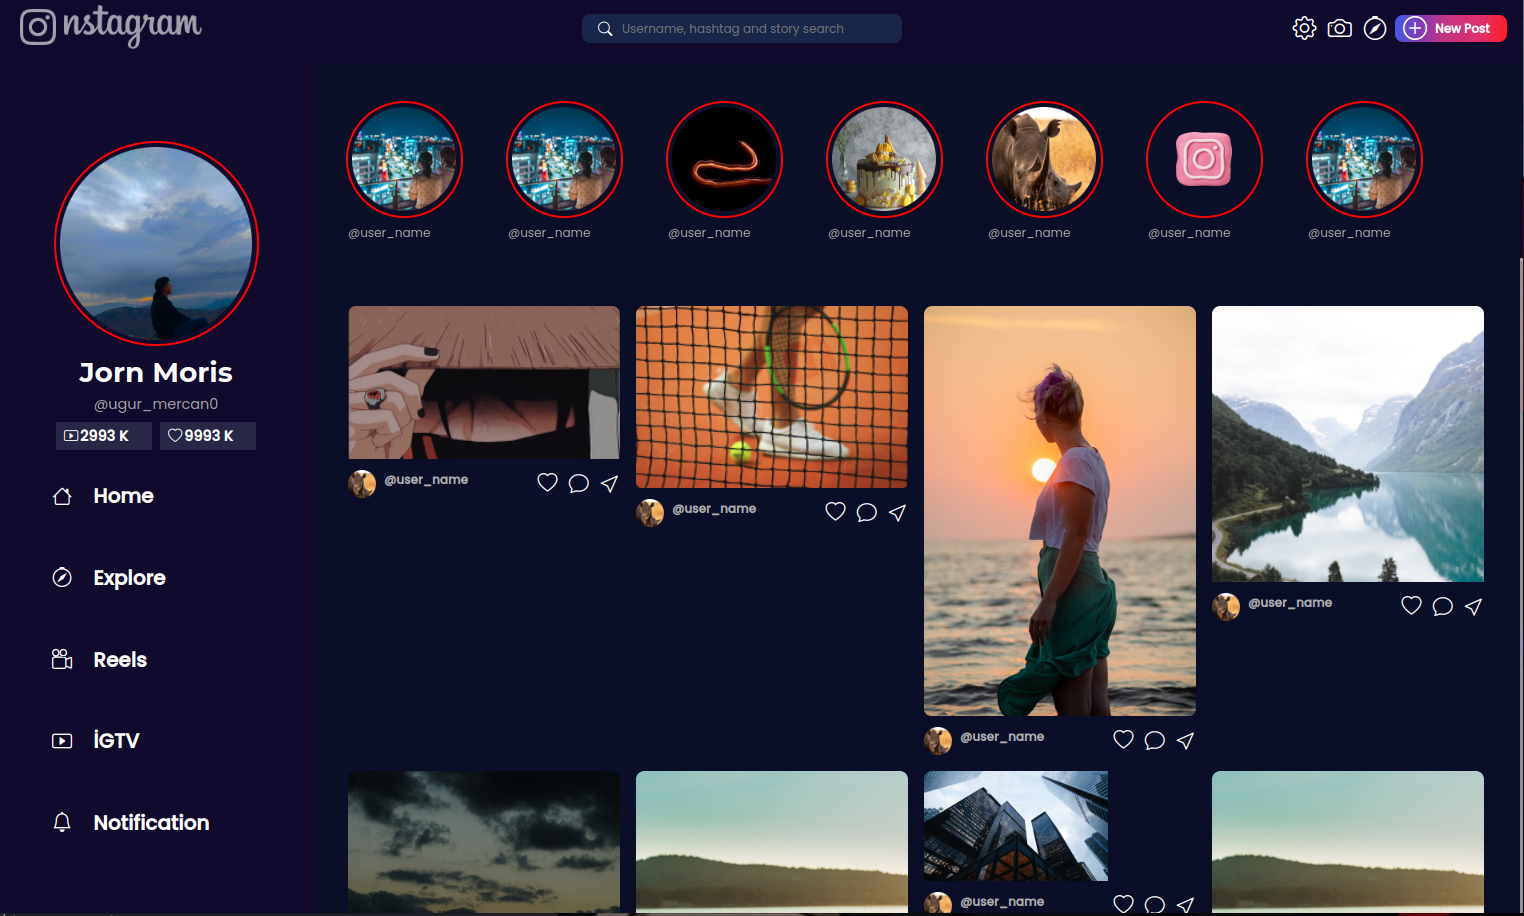 nstagram
Username, hashtag and story search
New Post
@user_name
@user_name
@user_name
@user_name
@user_name
@user_name
@user_name
Jorn Moris
@ugur_mercan0
2993 K
9993 K
Home
Explore
Reels
İGTV
Notification
@user_name
@user_name
@user_name
@user_name
@user_name